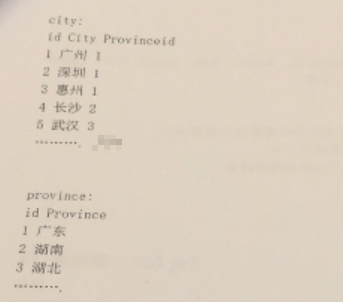 city:
id City Provinceid
1 广州 1
2 深圳 1
3 惠州 1
4 长沙 2
5 武汉 3
..........
province:
id Province
1 广东
2 湖南
3 湖北
..........